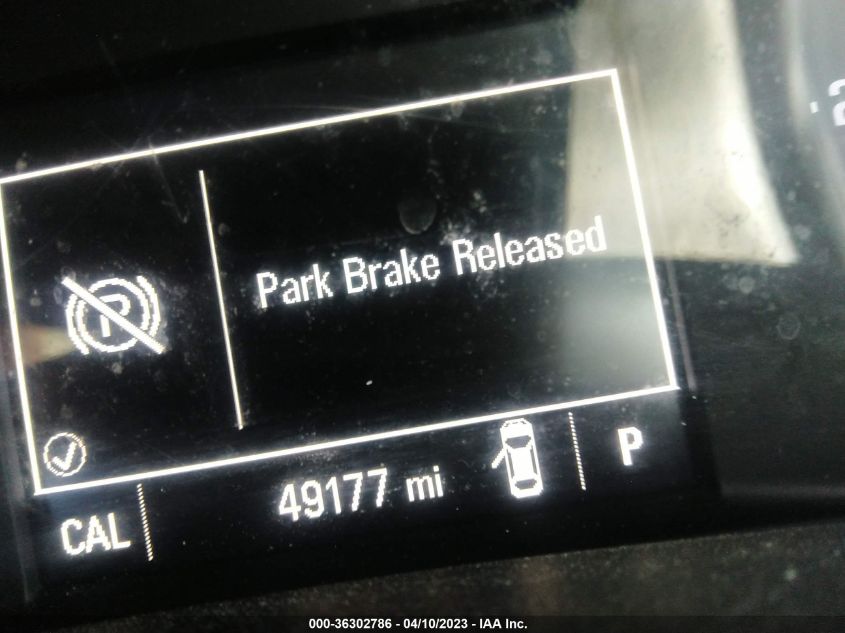 Park Brake Released
49177 mi
P
CAL
000-36302786 - 04/10/2023 - IAA Inc.